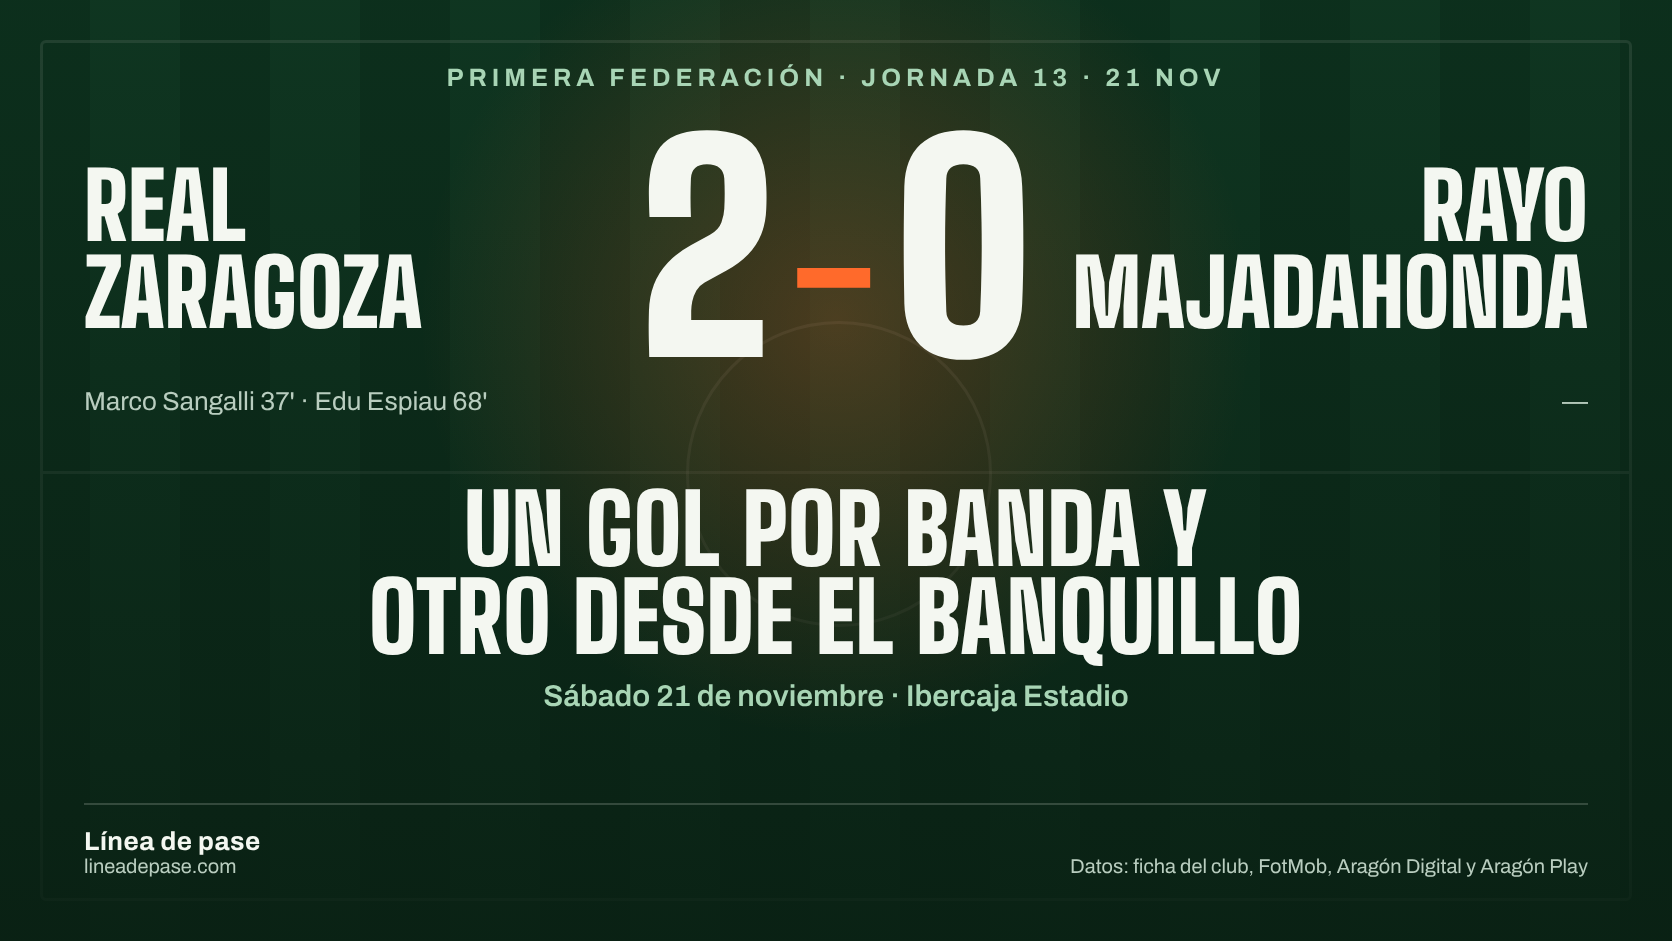 PRIMERA FEDERACIÓN · JORNADA 13 · 21 NOV
REAL
ZARAGOZA
2–0
RAYO
MAJADAHONDA
Marco Sangalli 37' · Edu Espiau 68'
—
UN GOL POR BANDA Y
OTRO DESDE EL BANQUILLO
Sábado 21 de noviembre · Ibercaja Estadio
Línea de pase
lineadepase.com
Datos: ficha del club, FotMob, Aragón Digital y Aragón Play